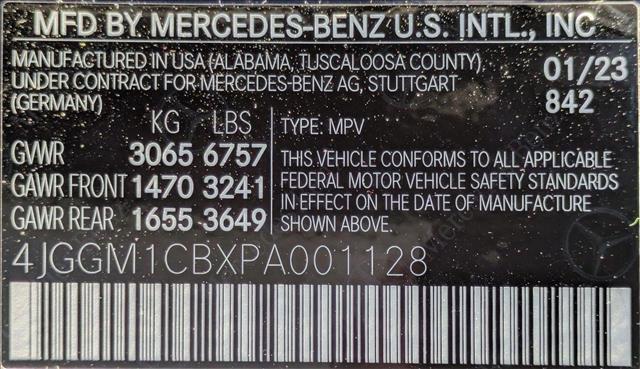 MFD BY MERCEDES-BENZ U.S. INTL., INC
MANUFACTURED IN USA (ALABAMA, TUSCALOOSA COUNTY)
UNDER CONTRACT FOR MERCEDES-BENZ AG, STUTTGART
(GERMANY)
01/23
842
KG LBS
GVWR 3065 6757
GAWR FRONT 1470 3241
GAWR REAR 1655 3649
TYPE: MPV
THIS VEHICLE CONFORMS TO ALL APPLICABLE
FEDERAL MOTOR VEHICLE SAFETY STANDARDS
IN EFFECT ON THE DATE OF MANUFACTURE
SHOWN ABOVE.
4JGGM1CBXPA001128